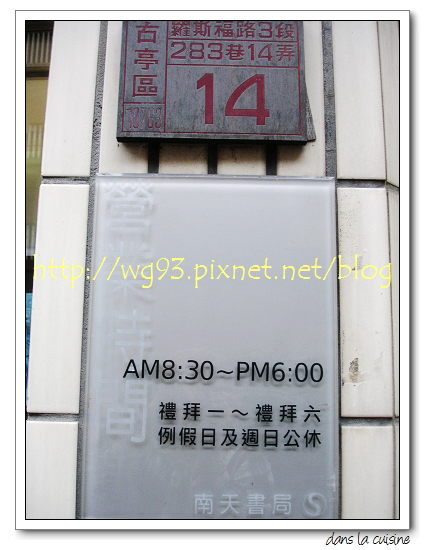 古亭區
羅斯福路3段
283巷14弄
14
營業時間
http://wg93.pixnet.net/blog
AM8:30~PM6:00
禮拜一～禮拜六
例假日及週日公休
南天書局
dans la cuisine